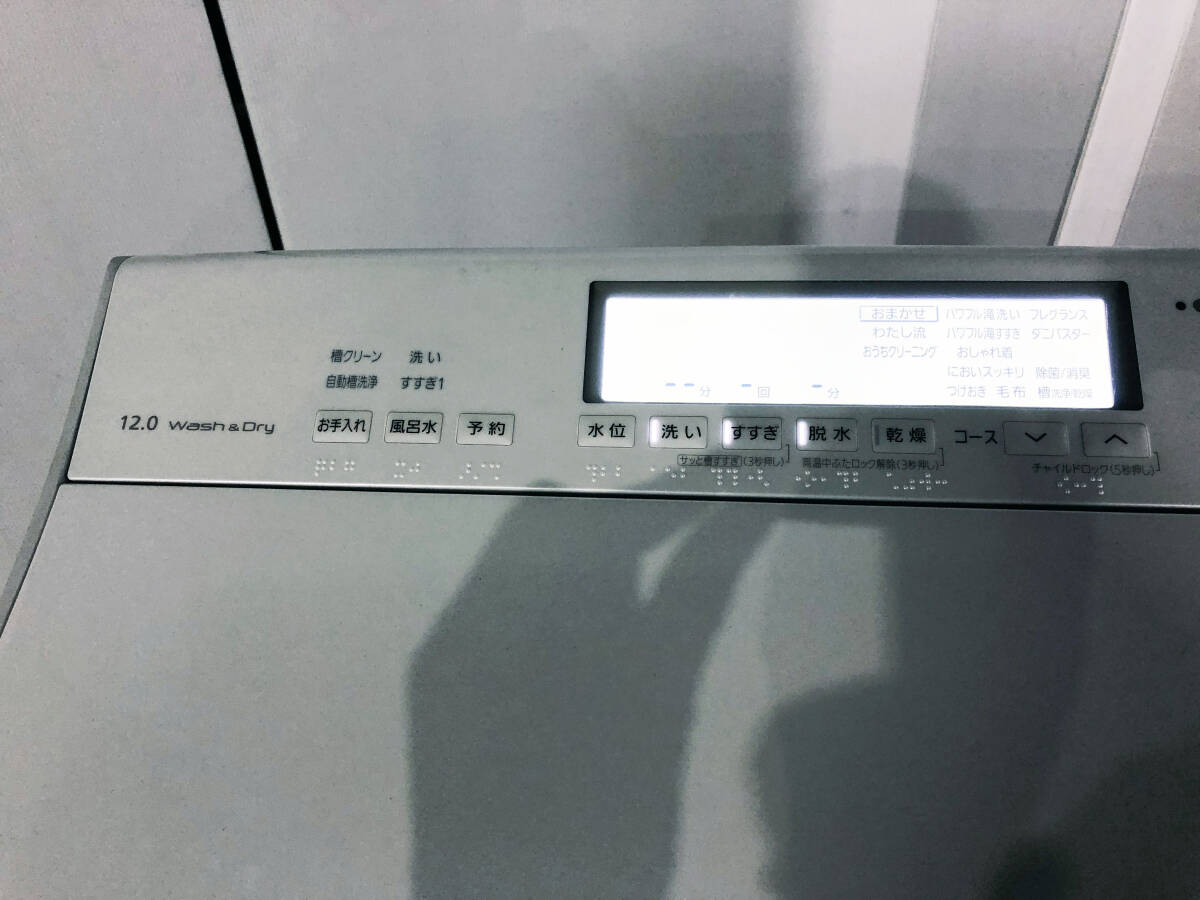 おまかせ パワフル滝洗い フレグランス
わたし流 パワフル滝すすぎ ダニバスター
おうちクリーニング おしゃれ着
においスッキリ 除菌/消臭
つけおき 毛布 槽洗浄/乾燥
--分 -回 -分
槽クリーン 洗い
自動槽洗浄 すすぎ1
12.0 Wash & Dry
お手入れ 風呂水 予約
水位 洗い すすぎ 脱水 乾燥 コース
サッと槽すすぎ (3秒押し) 高温中ふたロック解除(3秒押し) チャイルドロック(5秒押し)